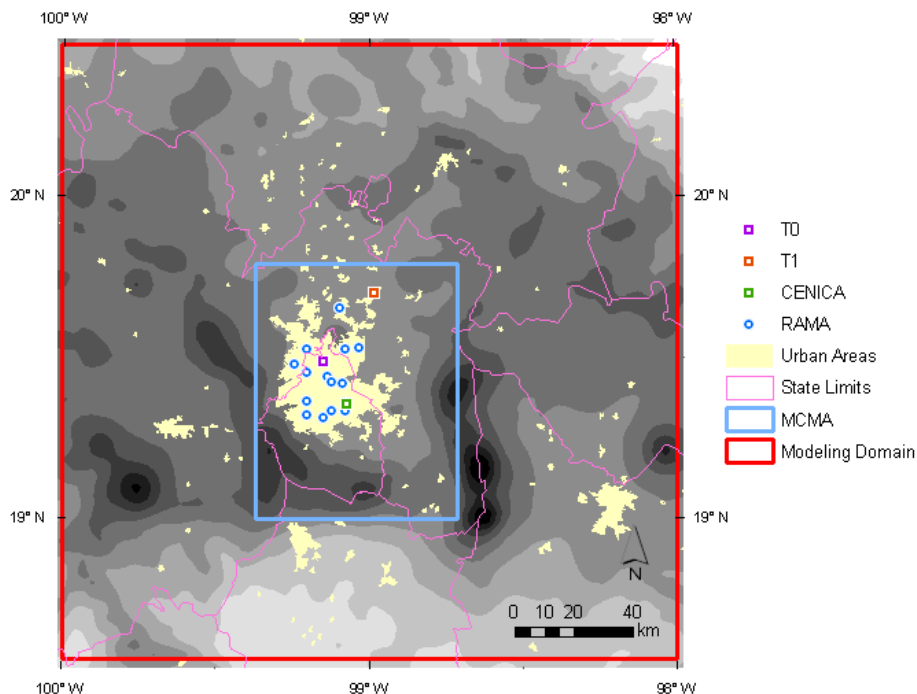 100° W 99° W 98° W
20° N 20° N
T0
T1
CENICA
RAMA
Urban Areas
State Limits
MCMA
Modeling Domain
19° N 19° N
N
0 10 20 40
km
100° W 99° W 98° W